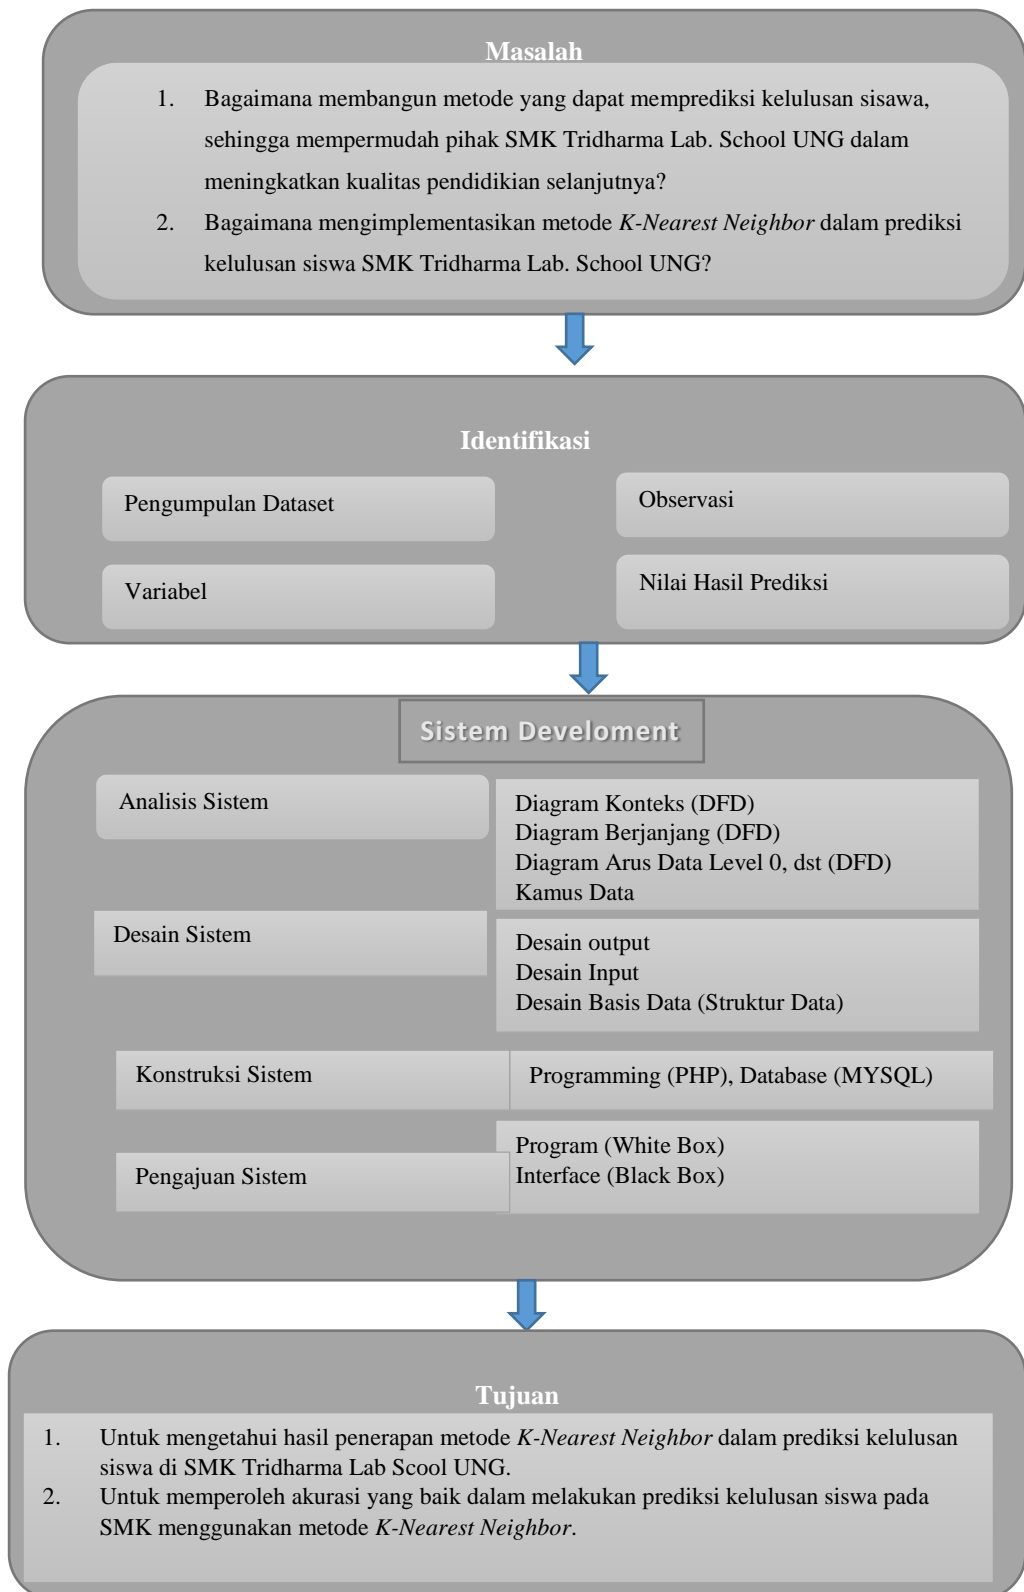 Masalah
1. Bagaimana membangun metode yang dapat memprediksi kelulusan sisawa,
sehingga mempermudah pihak SMK Tridharma Lab. School UNG dalam
meningkatkan kualitas pendidikian selanjutnya?
2. Bagaimana mengimplementasikan metode K-Nearest Neighbor dalam prediksi
kelulusan siswa SMK Tridharma Lab. School UNG?
Identifikasi
Pengumpulan Dataset
Observasi
Variabel
Nilai Hasil Prediksi
Sistem Develoment
Analisis Sistem
Diagram Konteks (DFD)
Diagram Berjanjang (DFD)
Diagram Arus Data Level 0, dst (DFD)
Kamus Data
Desain Sistem
Desain output
Desain Input
Desain Basis Data (Struktur Data)
Konstruksi Sistem
Programming (PHP), Database (MYSQL)
Pengajuan Sistem
Program (White Box)
Interface (Black Box)
Tujuan
1. Untuk mengetahui hasil penerapan metode K-Nearest Neighbor dalam prediksi kelulusan
siswa di SMK Tridharma Lab Scool UNG.
2. Untuk memperoleh akurasi yang baik dalam melakukan prediksi kelulusan siswa pada
SMK menggunakan metode K-Nearest Neighbor.